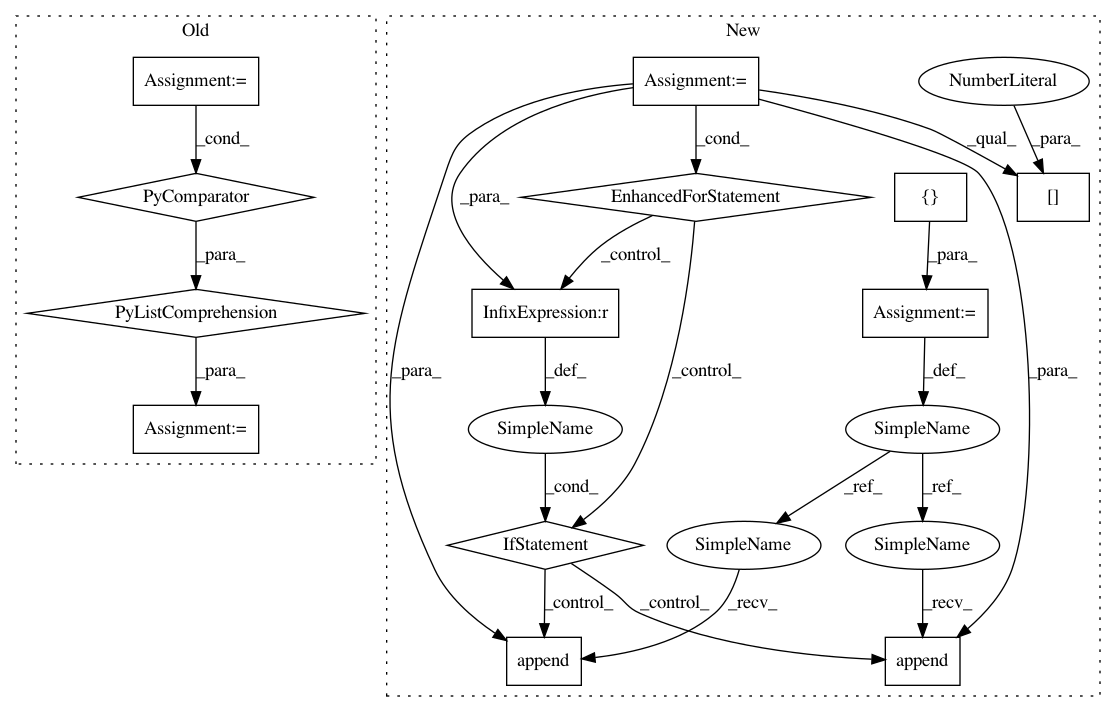 Old
New
Assignment:=
Assignment:=
NumberLiteral
_cond_
_cond_
_qual_
_para_
PyComparator
_para_
EnhancedForStatement
{}
[]
_para_
_control_
_para_
PyListComprehension
InfixExpression:r
Assignment:=
_para_
_para_
_def_
_control_
_def_
_para_
Assignment:=
SimpleName
SimpleName
_cond_
_ref_
_ref_
IfStatement
SimpleName
SimpleName
_control_
_control_
_recv_
_recv_
append
append